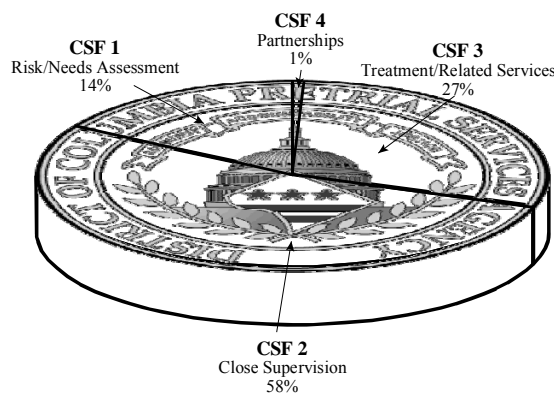 CSF 1
Risk/Needs Assessment
14%
CSF 4
Partnerships
1%
CSF 3
Treatment/Related Services
27%
DISTRICT OF COLUMBIA PRETRIAL SERVICES AGENCY
CSF 2
Close Supervision
58%